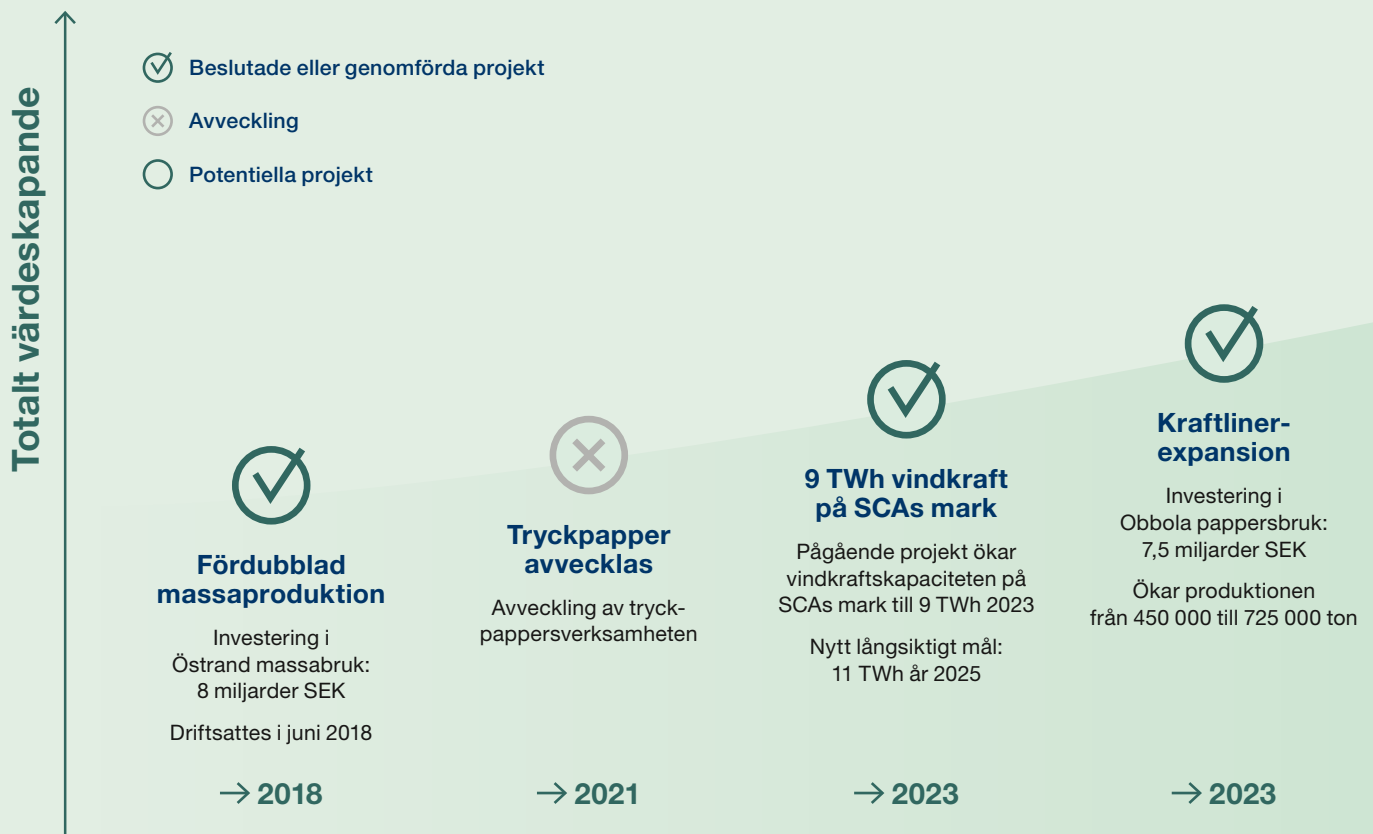 Totalt värdeskapande
Beslutade eller genomförda projekt
Avveckling
Potentiella projekt
Fördubblad
massaproduktion
Investering i
Östrand massabruk:
8 miljarder SEK
Driftsattes i juni 2018
→ 2018
Tryckpapper
avvecklas
Avveckling av tryck-
pappersverksamheten
→ 2021
9 TWh vindkraft
på SCAs mark
Pågående projekt ökar
vindkraftskapaciteten på
SCAs mark till 9 TWh 2023
Nytt långsiktigt mål:
11 TWh år 2025
→ 2023
Kraftliner-
expansion
Investering i
Obbola pappersbruk:
7,5 miljarder SEK
Ökar produktionen
från 450 000 till 725 000 ton
→ 2023